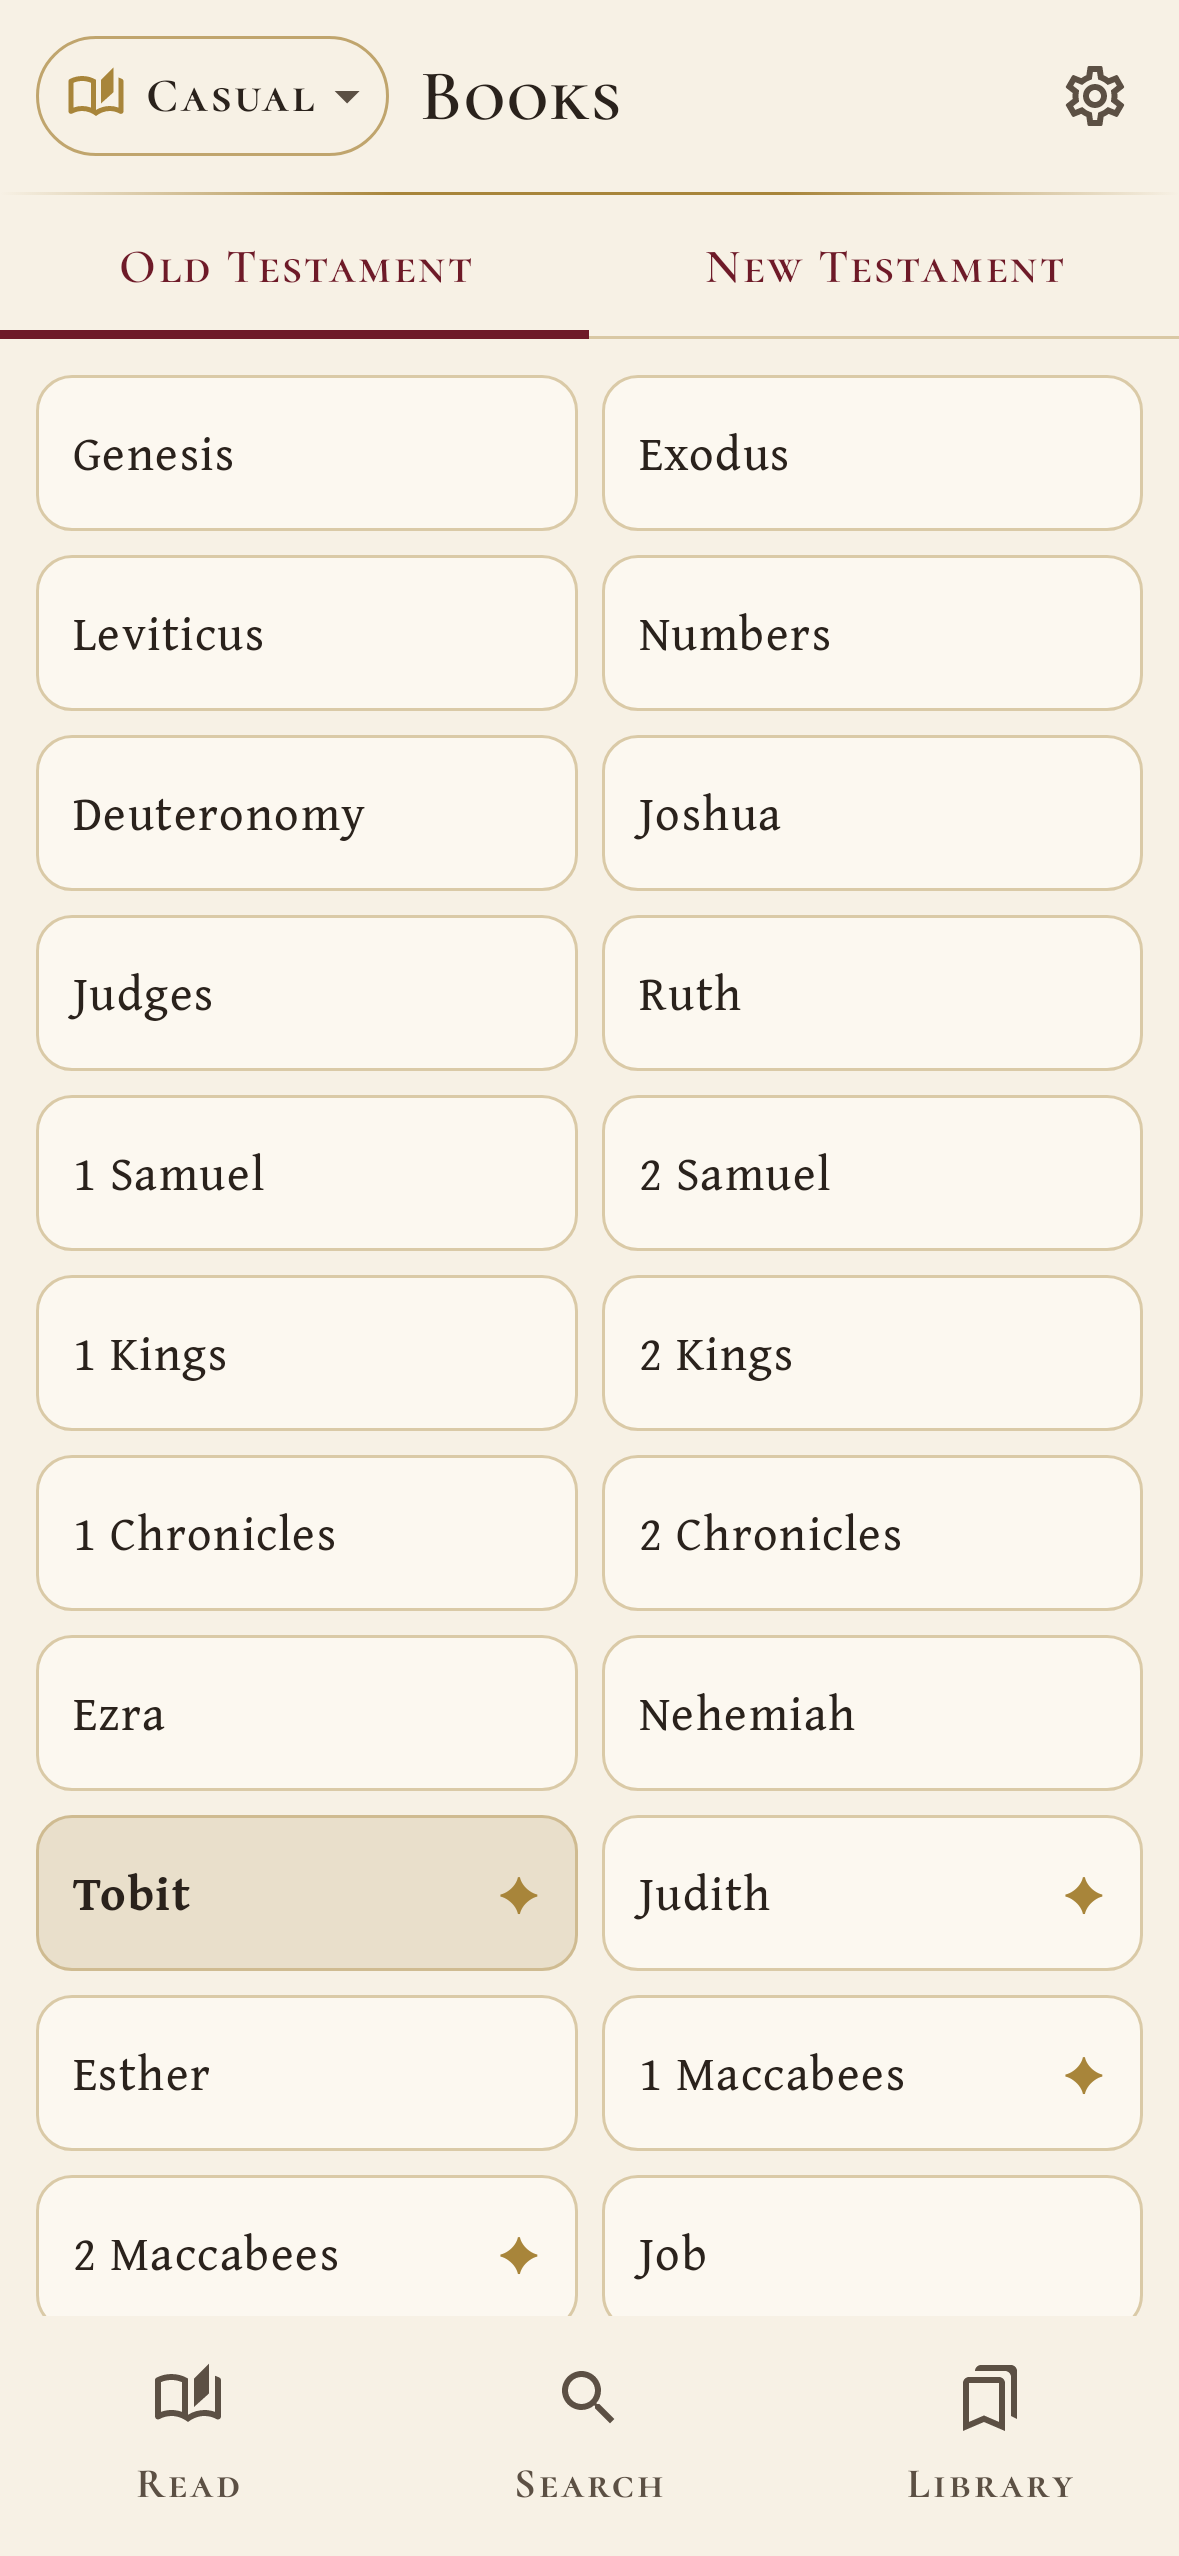 Casual Books
Old Testament New Testament
Genesis Exodus
Leviticus Numbers
Deuteronomy Joshua
Judges Ruth
1 Samuel 2 Samuel
1 Kings 2 Kings
1 Chronicles 2 Chronicles
Ezra Nehemiah
Tobit Judith
Esther 1 Maccabees
2 Maccabees Job
Read Search Library